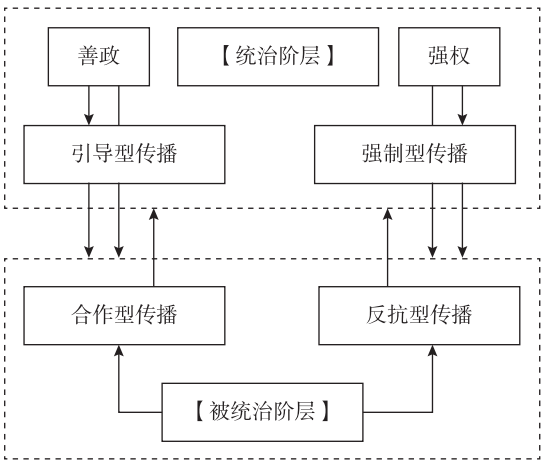 善政
【统治阶层】
强权
引导型传播
强制型传播
合作型传播
反抗型传播
【被统治阶层】